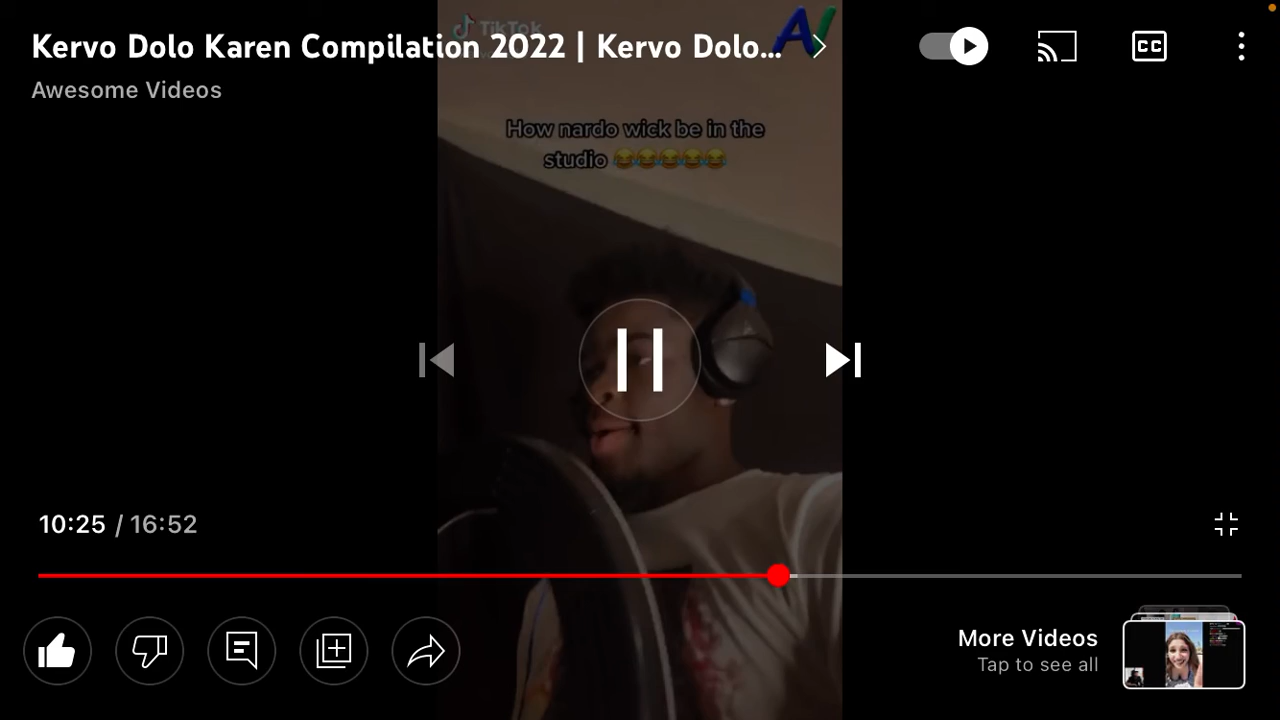 Kervo Dolo Karen Compilation 2022 | Kervo Dolo...
Awesome Videos
TikTok
CC
How nardo wick be in the
studio 😂😂😂😂😂
10:25 / 16:52
More Videos
Tap to see all